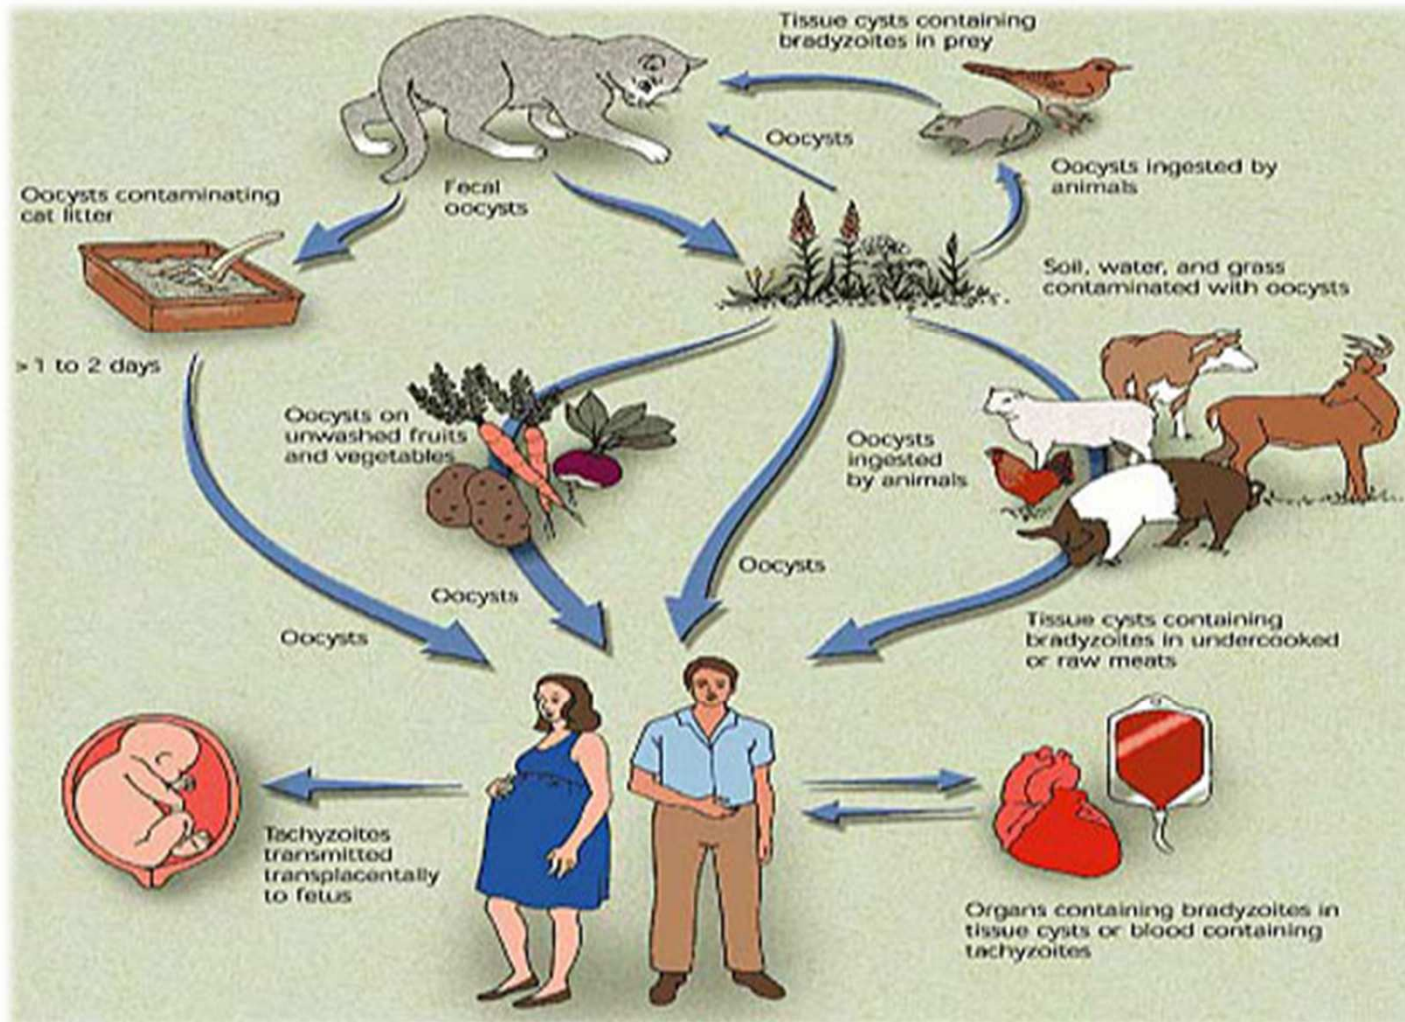 Tissue cysts containing
bradyzoites in prey
Oocysts
Oocysts ingested by
animals
Fecal
oocysts
Oocysts contaminating
cat litter
Soil, water, and grass
contaminated with oocysts
> 1 to 2 days
Oocysts on
unwashed fruits
and vegetables
Oocysts
ingested
by animals
Oocysts
Oocysts
Oocysts
Tissue cysts containing
bradyzoites in undercooked
or raw meats
Tachyzoites
transmitted
transplacentally
to fetus
Organs containing bradyzoites in
tissue cysts or blood containing
tachyzoites